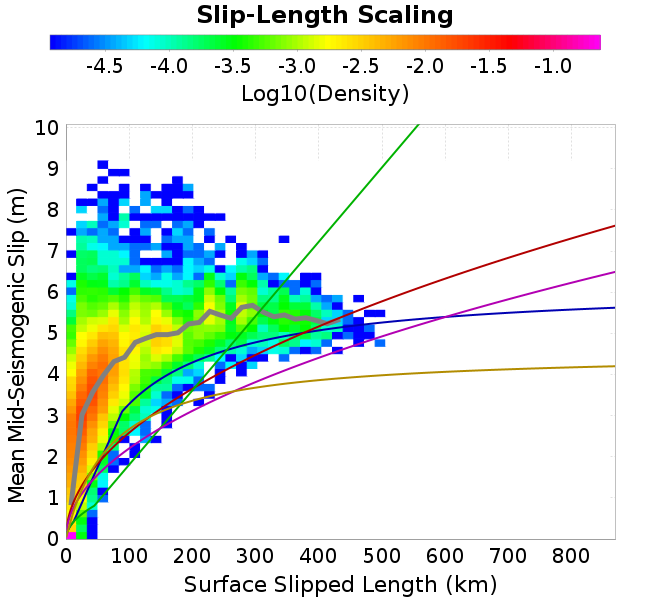 Slip-Length Scaling
-4.5 -4.0 -3.5 -3.0 -2.5 -2.0 -1.5 -1.0
Log10(Density)
10
9
8
7
6
5
4
3
2
1
0
Mean Mid-Seismogenic Slip (m)
0 100 200 300 400 500 600 700 800
Surface Slipped Length (km)